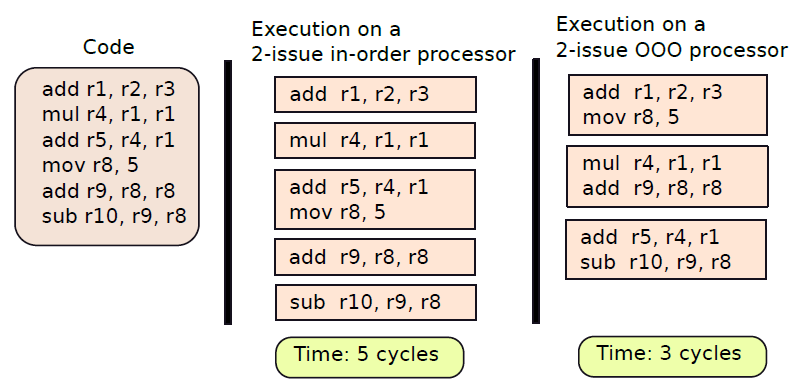 Code
add r1, r2, r3
mul r4, r1, r1
add r5, r4, r1
mov r8, 5
add r9, r8, r8
sub r10, r9, r8
Execution on a
2-issue in-order processor
add r1, r2, r3
mul r4, r1, r1
add r5, r4, r1
mov r8, 5
add r9, r8, r8
sub r10, r9, r8
Time: 5 cycles
Execution on a
2-issue OOO processor
add r1, r2, r3
mov r8, 5
mul r4, r1, r1
add r9, r8, r8
add r5, r4, r1
sub r10, r9, r8
Time: 3 cycles